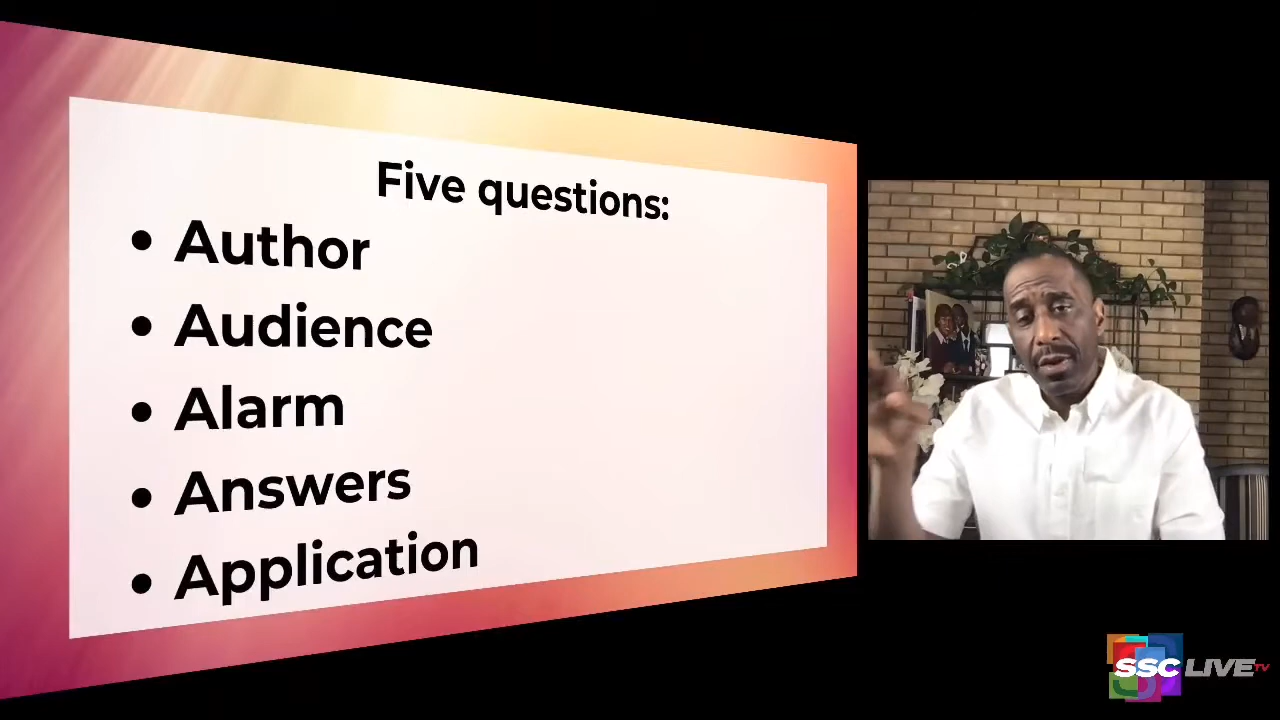 Five questions:
• Author
• Audience
• Alarm
• Answers
• Application
SSC LIVE TV